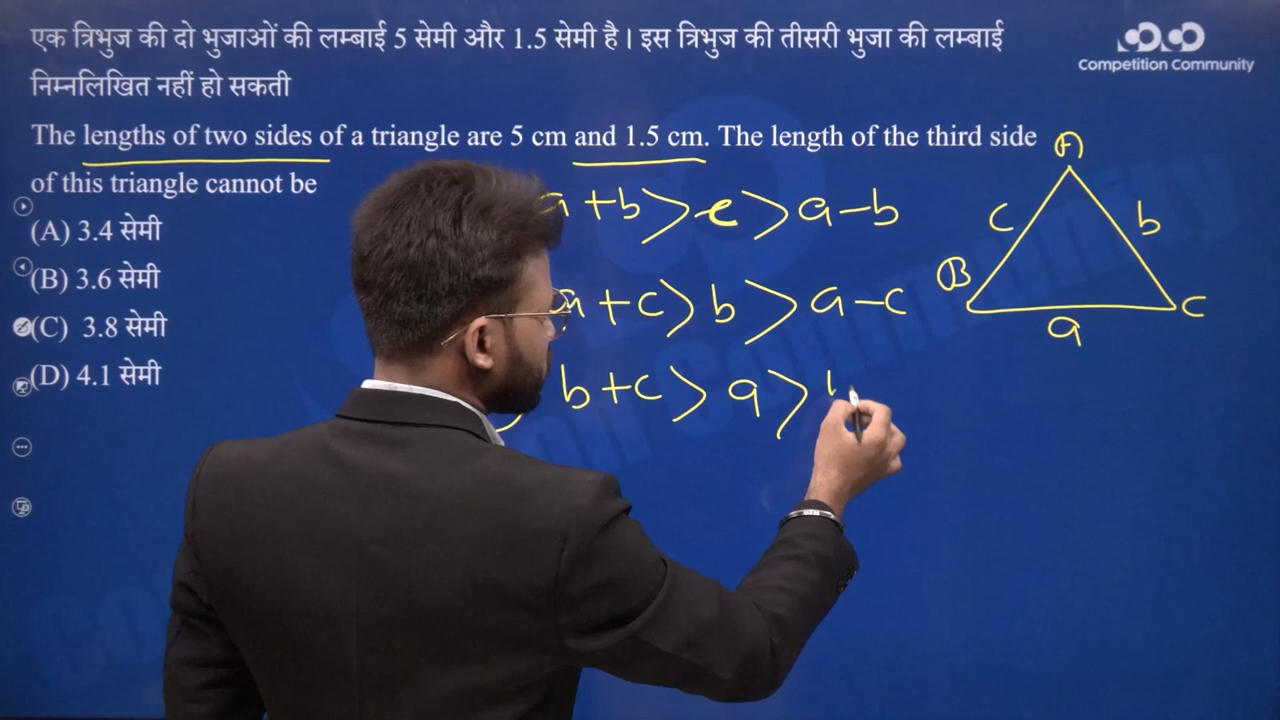 एक त्रिभुज की दो भुजाओं की लम्बाई 5 सेमी और 1.5 सेमी है। इस त्रिभुज की तीसरी भुजा की लम्बाई
निम्नलिखित नहीं हो सकती
Competition Community
The lengths of two sides of a triangle are 5 cm and 1.5 cm. The length of the third side
of this triangle cannot be
(A) 3.4 सेमी
(B) 3.6 सेमी
(C) 3.8 सेमी
(D) 4.1 सेमी
a+b>c>a-b
a+c>b>a-c
b+c>a>
A
c
b
B
C
a